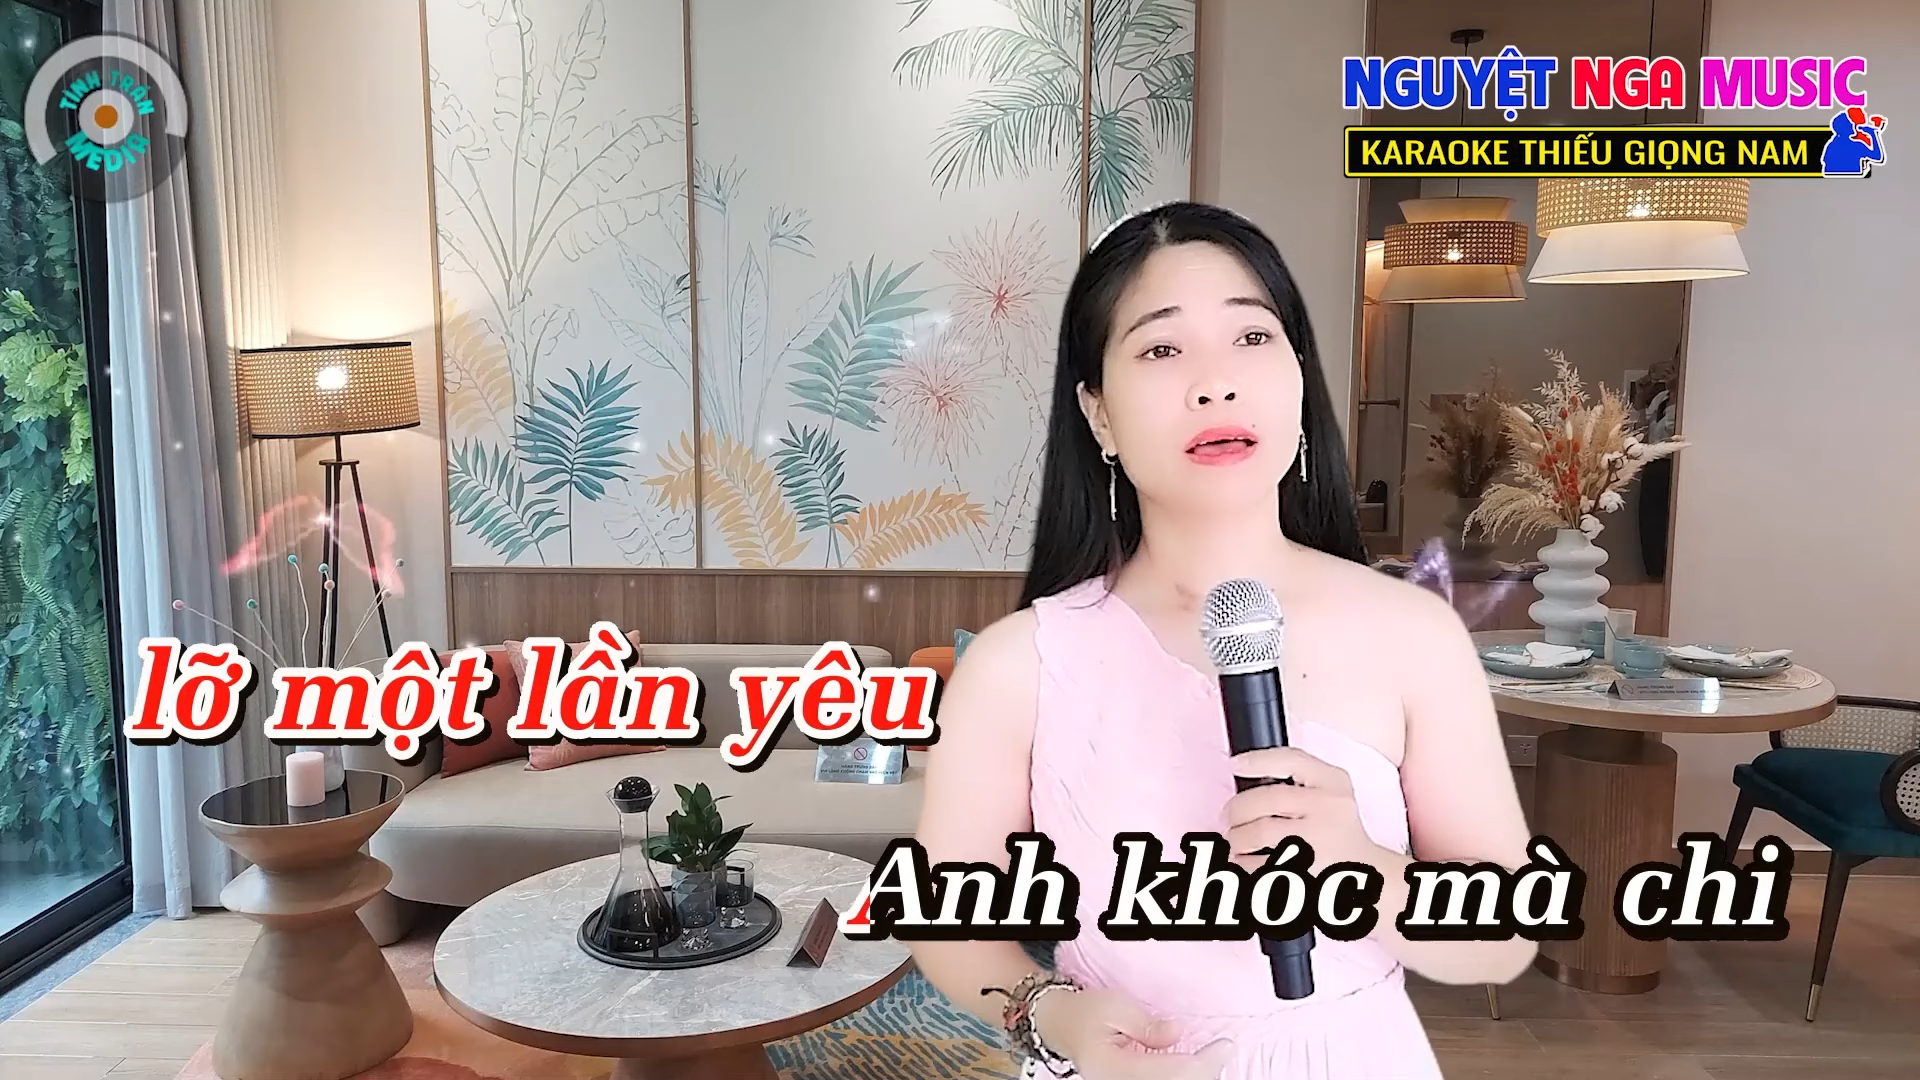 TÌNH TRẦN
MEDIA
NGUYỆT NGA MUSIC
KARAOKE THIẾU GIỌNG NAM
lỡ một lần yêu
Anh khóc mà chi